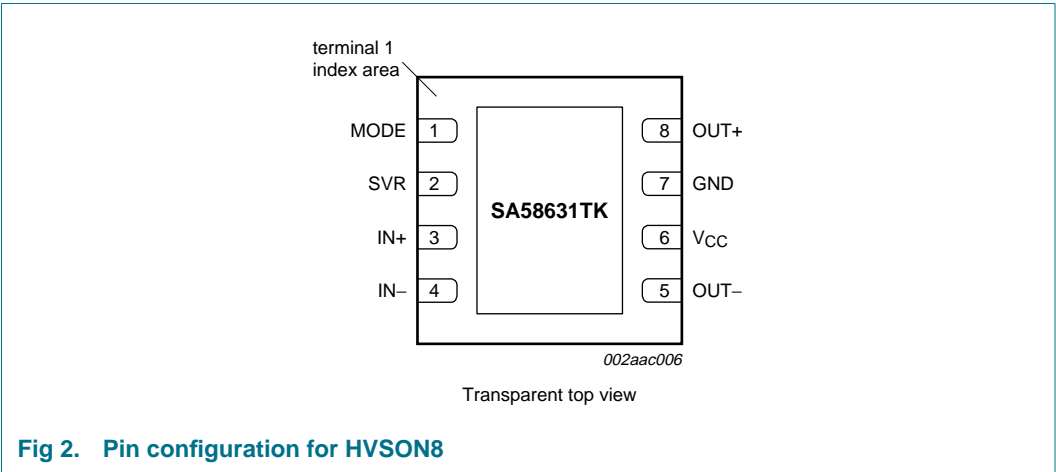 terminal 1
index area
MODE 1 8 OUT+
SVR 2 7 GND
SA58631TK
IN+ 3 6 VCC
IN− 4 5 OUT−
002aac006
Transparent top view
Fig 2. Pin configuration for HVSON8